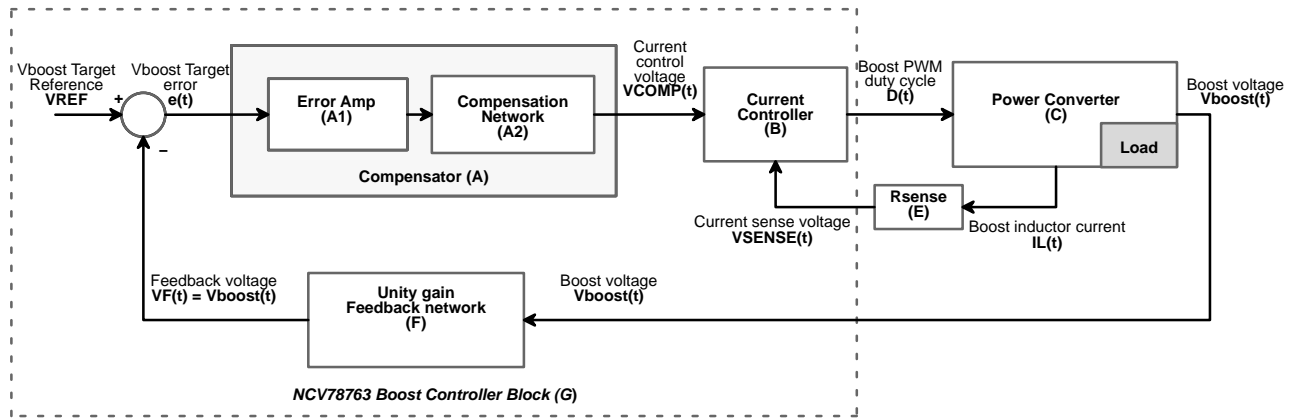 Vboost Target
Reference
VREF
+
−
Vboost Target
error
e(t)
Error Amp
(A1)
Compensation
Network
(A2)
Compensator (A)
Current
control
voltage
VCOMP(t)
Current
Controller
(B)
Boost PWM
duty cycle
D(t)
Power Converter
(C)
Load
Boost voltage
Vboost(t)
Rsense
(E)
Current sense voltage
VSENSE(t)
Boost inductor current
IL(t)
Feedback voltage
VF(t) = Vboost(t)
Unity gain
Feedback network
(F)
Boost voltage
Vboost(t)
NCV78763 Boost Controller Block (G)